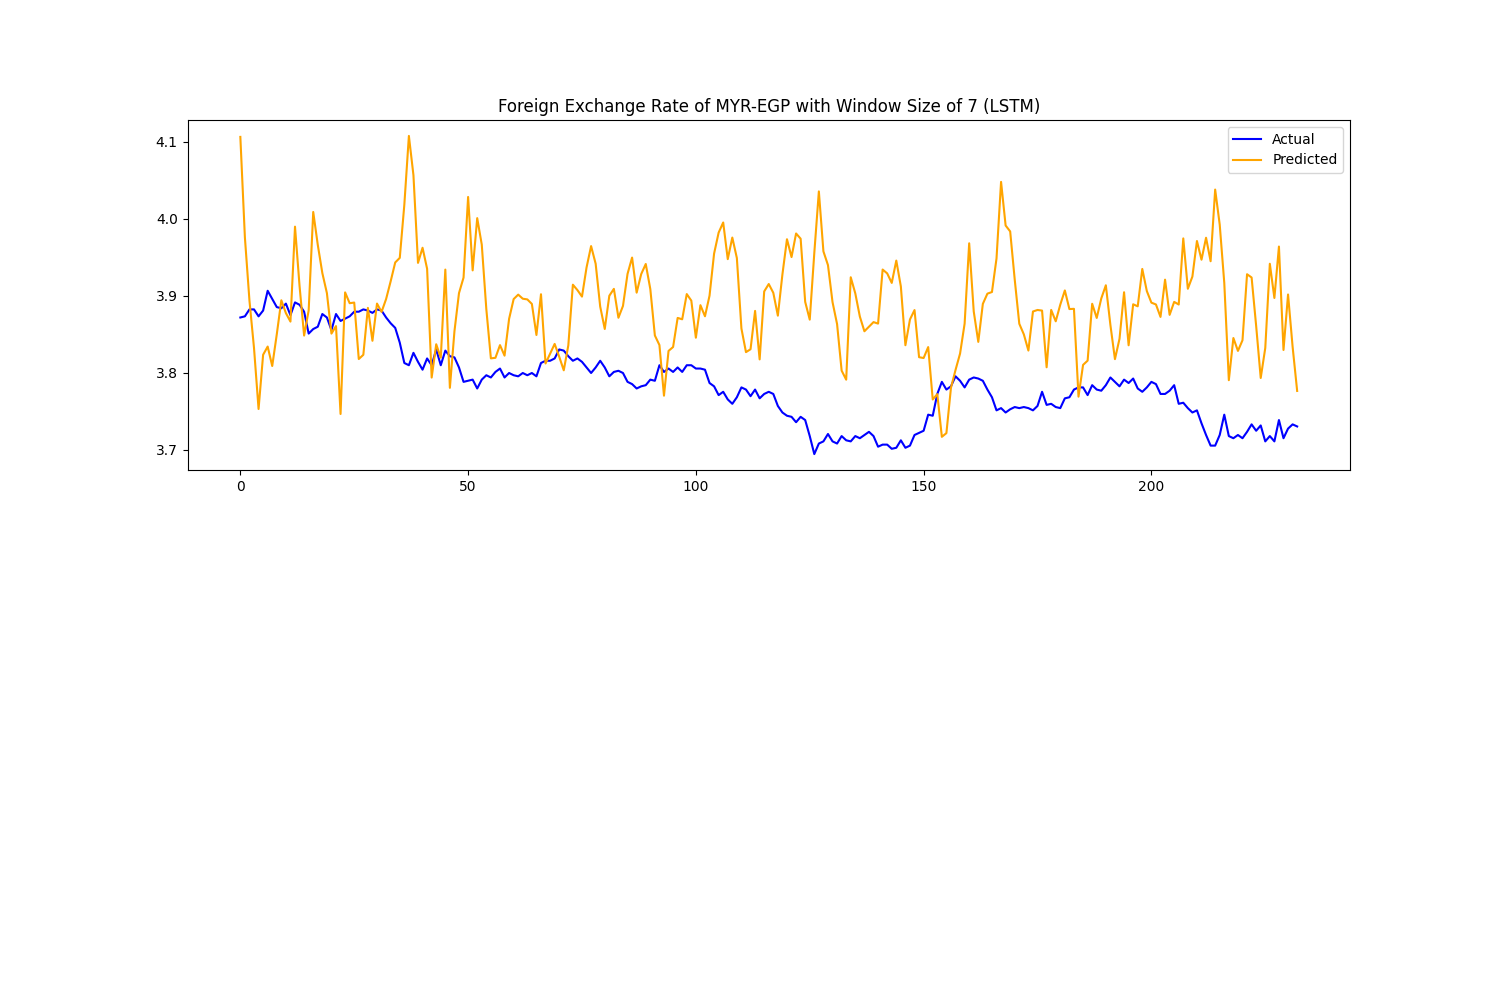 Foreign Exchange Rate of MYR-EGP with Window Size of 7 (LSTM)
Actual
Predicted
4.1
4.0
3.9
3.8
3.7
0 50 100 150 200